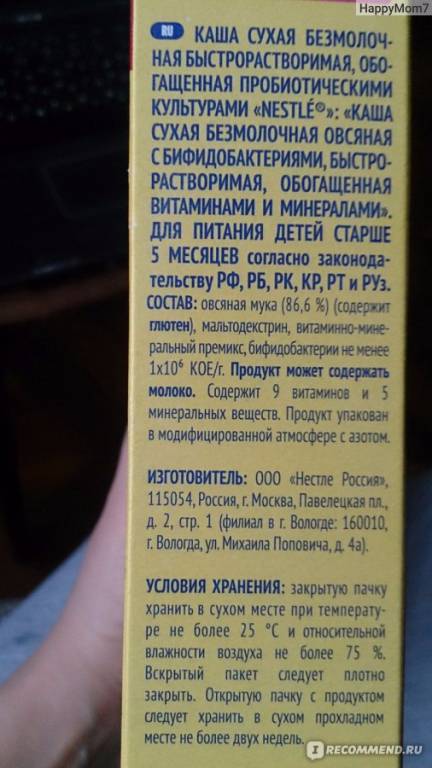 HappyMom7
RU КАША СУХАЯ БЕЗМОЛОЧ-
НАЯ БЫСТРОРАСТВОРИМАЯ, ОБО-
ГАЩЕННАЯ ПРОБИОТИЧЕСКИМИ
КУЛЬТУРАМИ «NESTLÉ®»: «КАША
СУХАЯ БЕЗМОЛОЧНАЯ ОВСЯНАЯ
С БИФИДОБАКТЕРИЯМИ, БЫСТРО-
РАСТВОРИМАЯ, ОБОГАЩЕННАЯ
ВИТАМИНАМИ И МИНЕРАЛАМИ».
ДЛЯ ПИТАНИЯ ДЕТЕЙ СТАРШЕ
5 МЕСЯЦЕВ согласно законода-
тельству РФ, РБ, РК, КР, РТ и РУз.
СОСТАВ: овсяная мука (86,6 %) (содержит
глютен), мальтодекстрин, витаминно-мине-
ральный премикс, бифидобактерии не менее
1х10⁶ КОЕ/г. Продукт может содержать
молоко. Содержит 9 витаминов и 5
минеральных веществ. Продукт упакован
в модифицированной атмосфере с азотом.
ИЗГОТОВИТЕЛЬ: ООО «Нестле Россия»,
115054, Россия, г. Москва, Павелецкая пл.,
д. 2, стр. 1 (филиал в г. Вологде: 160010,
г. Вологда, ул. Михаила Поповича, д. 4а).
УСЛОВИЯ ХРАНЕНИЯ: закрытую пачку
хранить в сухом месте при температу-
ре не более 25 °С и относительной
влажности воздуха не более 75 %.
Вскрытый пакет следует плотно
закрыть. Открытую пачку с продуктом
следует хранить в сухом прохладном
месте не более двух недель.
IRECOMMEND.RU